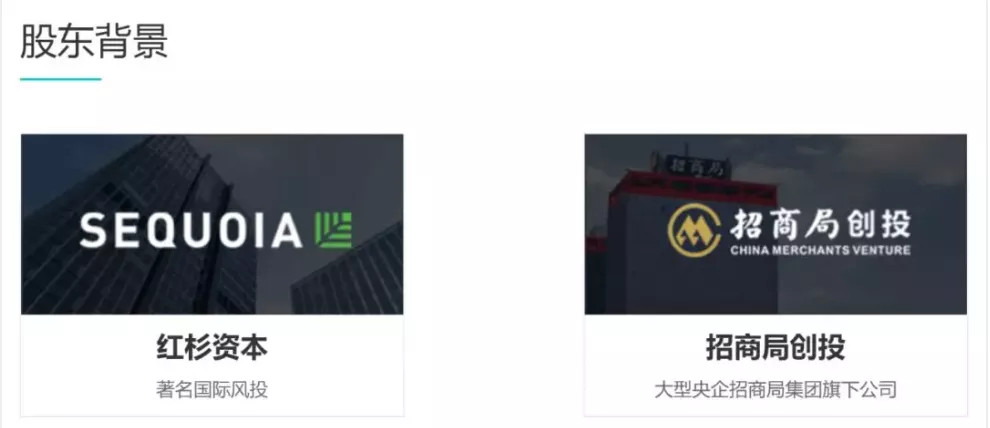 股东背景
SEQUOIA
招商局
招商局创投
CHINA MERCHANTS VENTURE
红杉资本
招商局创投
著名国际风投
大型央企招商局集团旗下公司